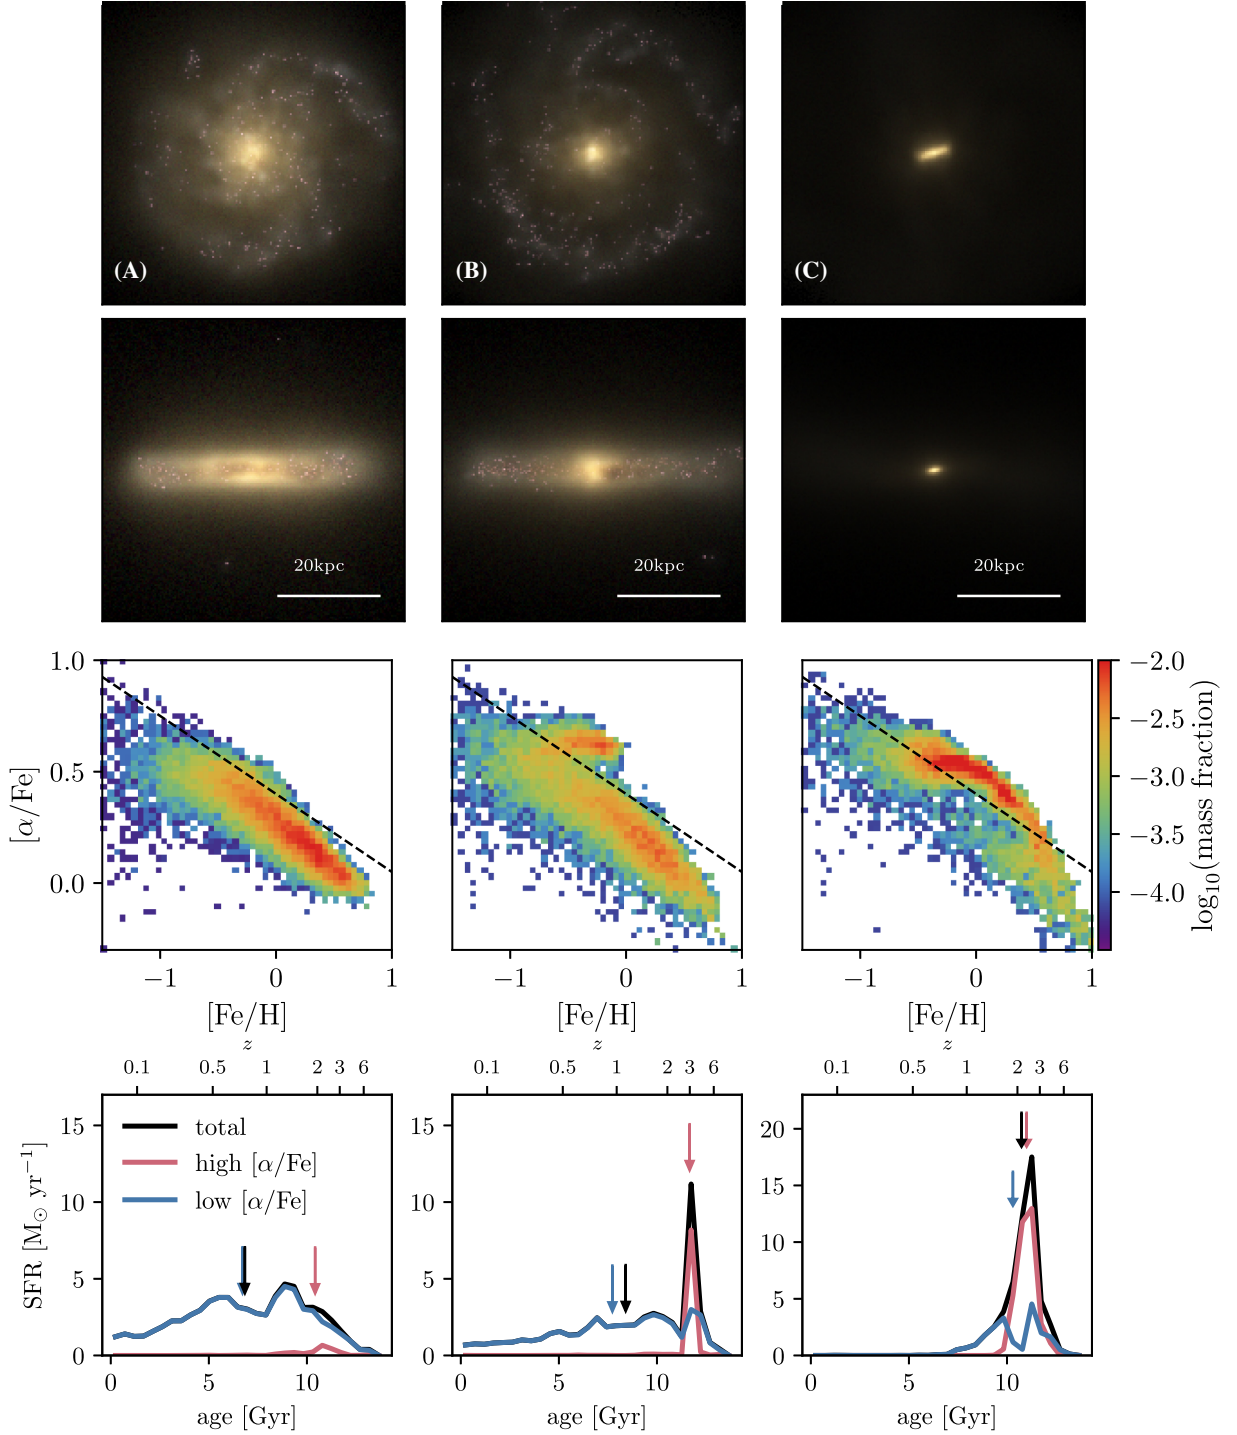 (A) (B) (C)
20kpc 20kpc 20kpc
1.0
0.5
0.0
[α/Fe]
−1 0 1
[Fe/H]
−1 0 1
[Fe/H]
−1 0 1
[Fe/H]
−2.0
−2.5
−3.0
−3.5
−4.0
log₁₀(mass fraction)
z
0.1 0.5 1 2 3 6
15
10
5
0
SFR [M⊙ yr⁻¹]
total
high [α/Fe]
low [α/Fe]
0 5 10
age [Gyr]
z
0.1 0.5 1 2 3 6
15
10
5
0
0 5 10
age [Gyr]
z
0.1 0.5 1 2 3 6
20
15
10
5
0
0 5 10
age [Gyr]